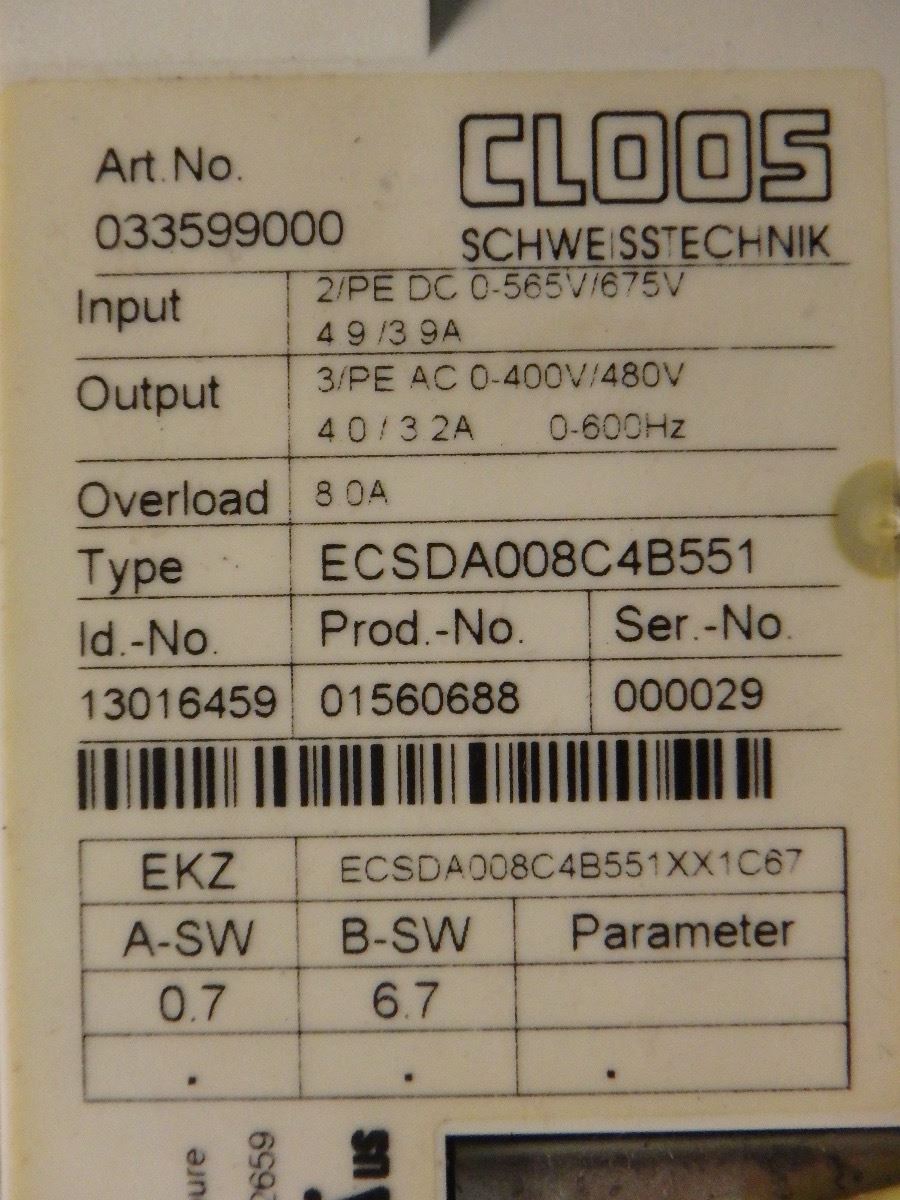 Art.No.
033599000
CLOOS
SCHWEISSTECHNIK
Input 2/PE DC 0-565V/675V
4 9 /3 9A
Output 3/PE AC 0-400V/480V
4 0 / 3 2A 0-600Hz
Overload 8 0A
Type ECSDA008C4B551
Id.-No. Prod.-No. Ser.-No.
13016459 01560688 000029
EKZ ECSDA008C4B551XX1C67
A-SW B-SW Parameter
0.7 6.7
. . .
2659
US